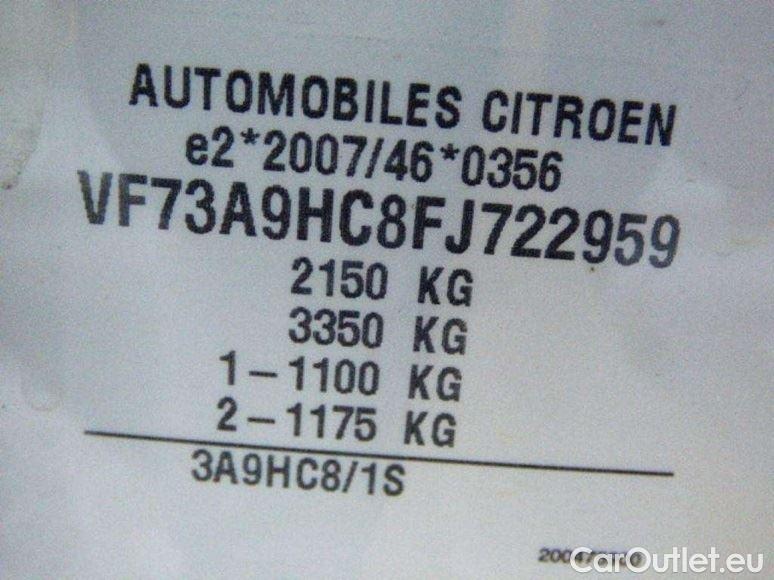 AUTOMOBILES CITROEN
e2*2007/46*0356
VF73A9HC8FJ722959
2150 KG
3350 KG
1-1100 KG
2-1175 KG
3A9HC8/1S
CarOutlet.eu